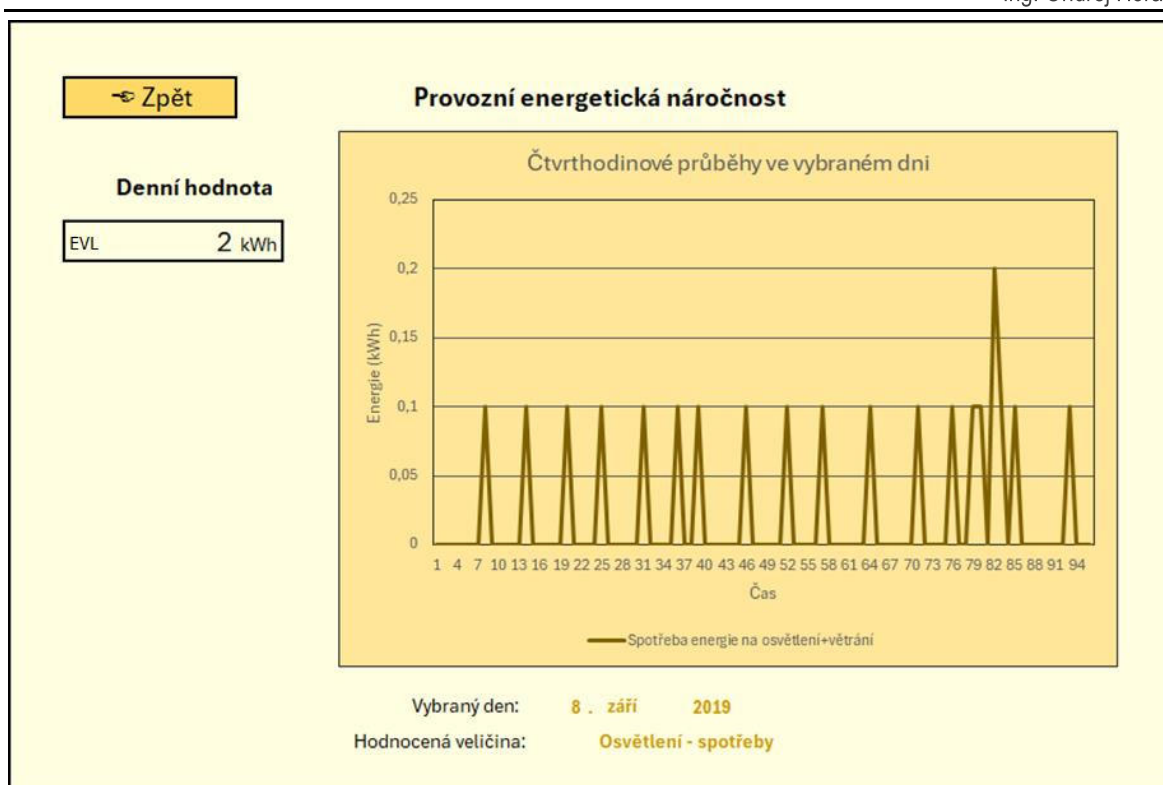 Zpět
Provozní energetická náročnost
Denní hodnota
EVL 2 kWh
Čtvrthodinové průběhy ve vybraném dni
0,25
0,2
0,15
0,1
0,05
0
Energie (kWh)
1 4 7 10 13 16 19 22 25 28 31 34 37 40 43 46 49 52 55 58 61 64 67 70 73 76 79 82 85 88 91 94
Čas
Spotřeba energie na osvětlení+větrání
Vybraný den: 8 . září 2019
Hodnocená veličina: Osvětlení - spotřeby